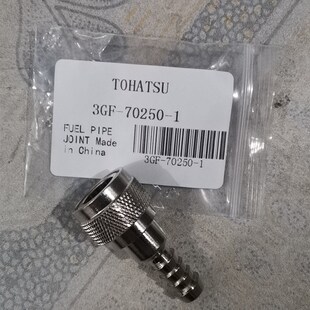 TOHATSU
3GF-70250-1
FUEL PIPE
JOINT Made
in China
3GF-70250-1